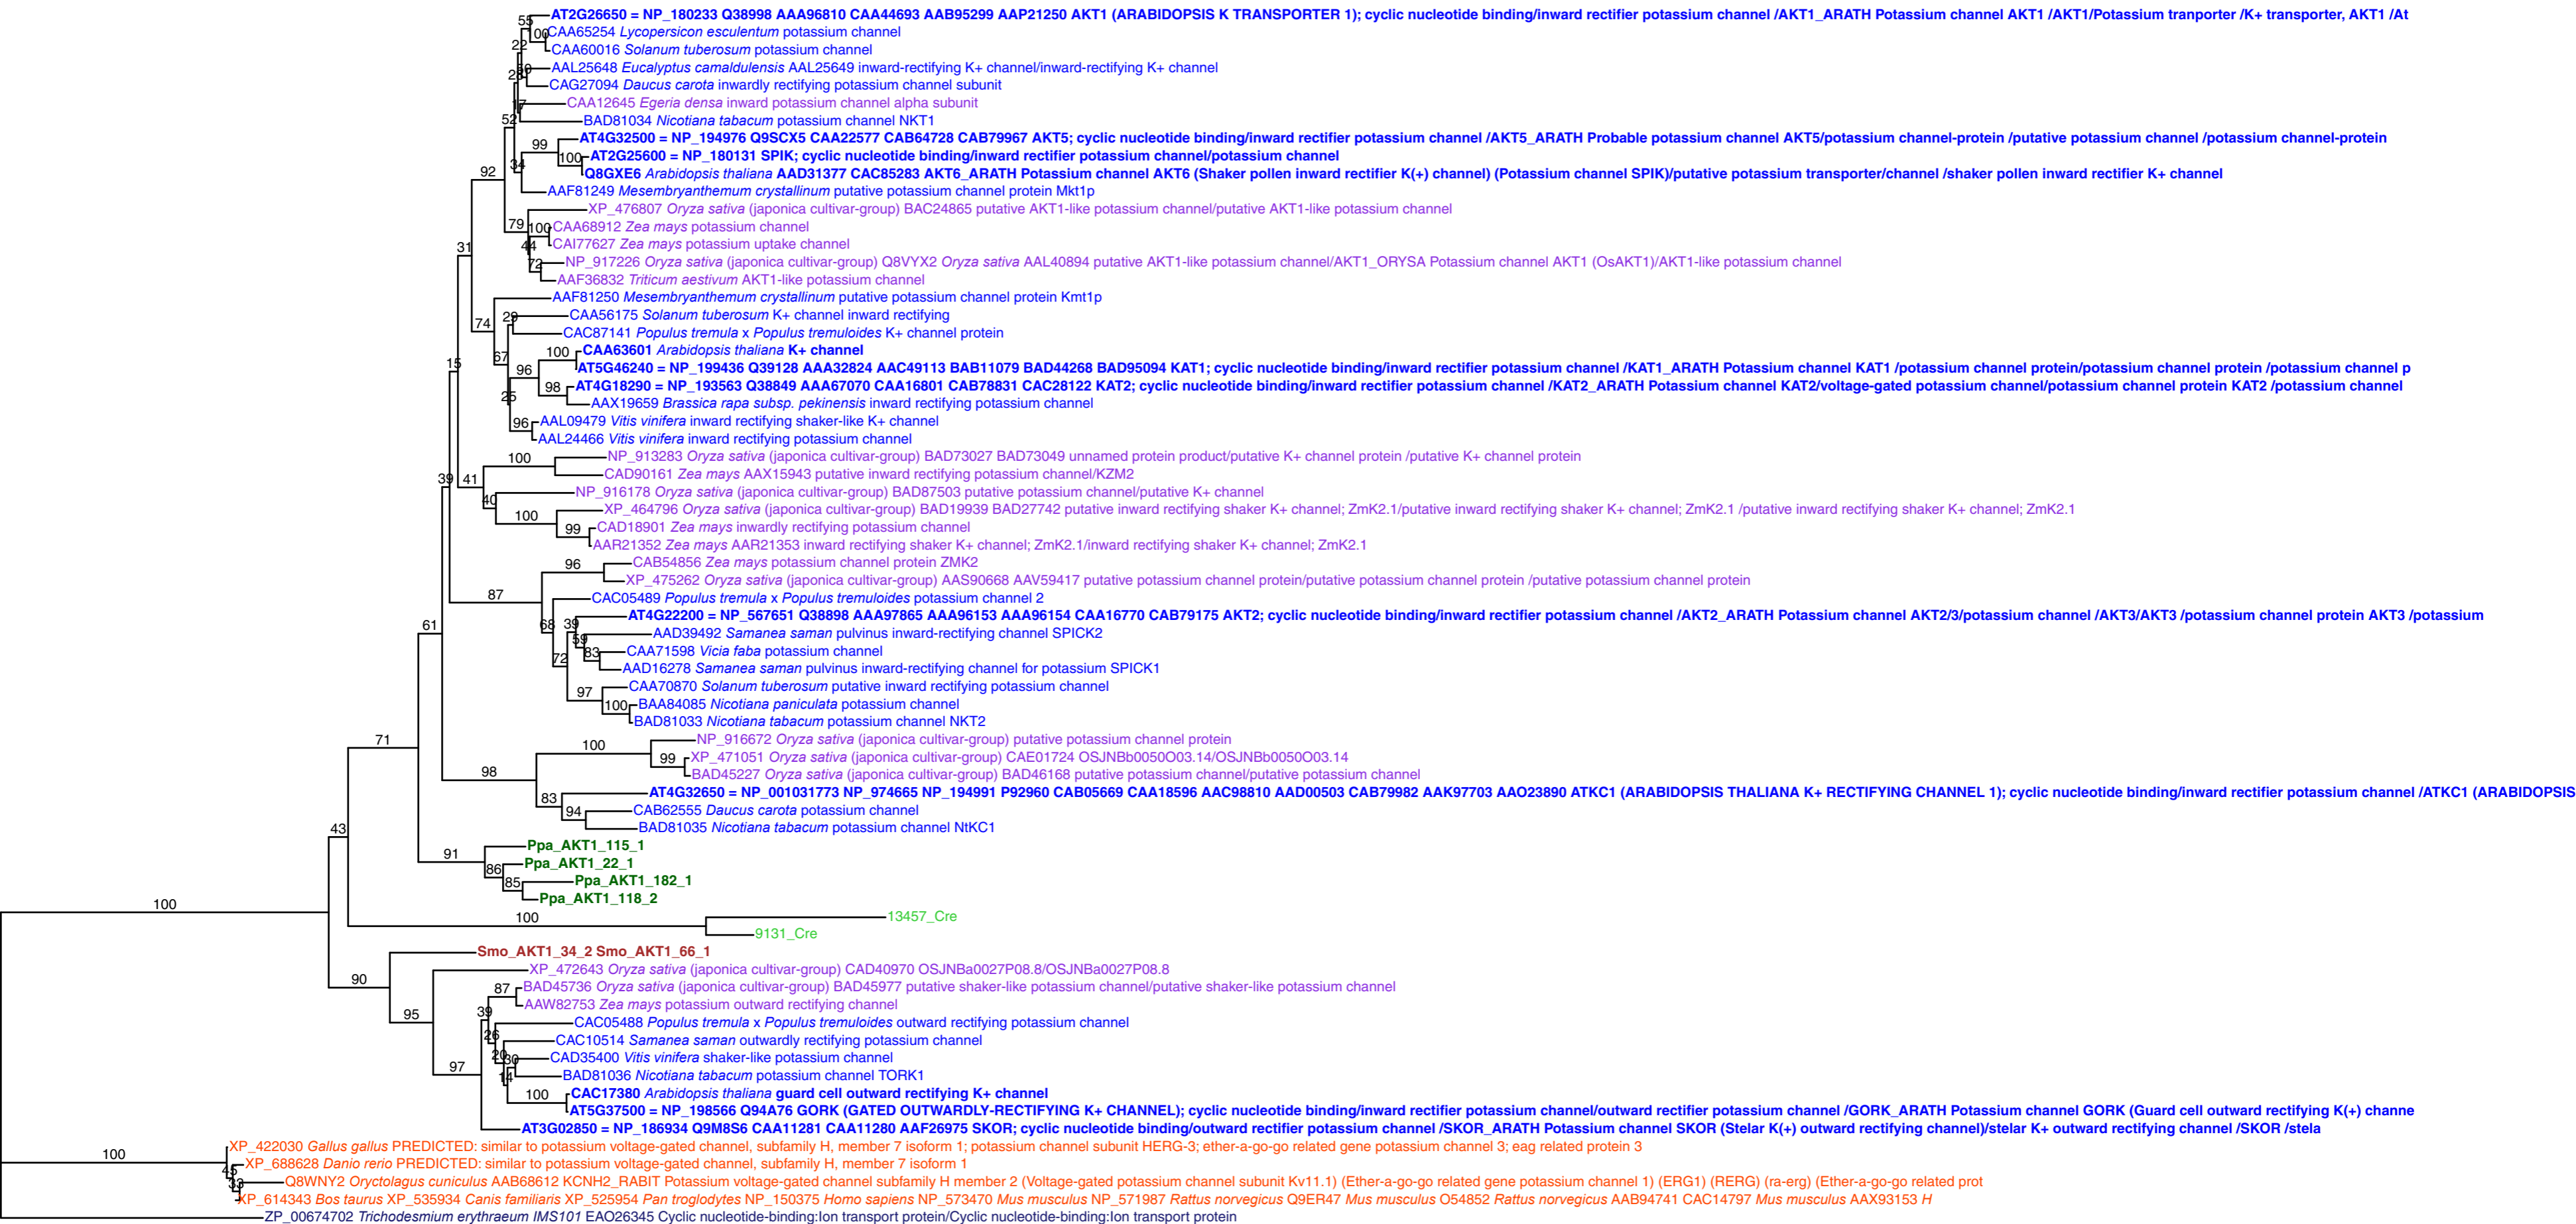 AT2G26650 = NP_180233 Q38998 AAA96810 CAA44693 AAB95299 AAP21250 AKT1 (ARABIDOPSIS K TRANSPORTER 1); cyclic nucleotide binding/inward rectifier potassium channel /AKT1_ARATH Potassium channel AKT1 /AKT1/Potassium tranporter /K+ transporter, AKT1 /At
55
100
CAA65254 Lycopersicon esculentum potassium channel
22
CAA60016 Solanum tuberosum potassium channel
AAL25648 Eucalyptus camaldulensis AAL25649 inward-rectifying K+ channel/inward-rectifying K+ channel
CAG27094 Daucus carota inwardly rectifying potassium channel subunit
17
CAA12645 Egeria densa inward potassium channel alpha subunit
52
BAD81034 Nicotiana tabacum potassium channel NKT1
AT4G32500 = NP_194976 Q9SCX5 CAA22577 CAB64728 CAB79967 AKT5; cyclic nucleotide binding/inward rectifier potassium channel /AKT5_ARATH Probable potassium channel AKT5/potassium channel-protein /putative potassium channel /potassium channel-protein
99
100
AT2G25600 = NP_180131 SPIK; cyclic nucleotide binding/inward rectifier potassium channel/potassium channel
34
92
Q8GXE6 Arabidopsis thaliana AAD31377 CAC85283 AKT6_ARATH Potassium channel AKT6 (Shaker pollen inward rectifier K(+) channel) (Potassium channel SPIK)/putative potassium transporter/channel /shaker pollen inward rectifier K+ channel
AAF81249 Mesembryanthemum crystallinum putative potassium channel protein Mkt1p
XP_476807 Oryza sativa (japonica cultivar-group) BAC24865 putative AKT1-like potassium channel/putative AKT1-like potassium channel
79
100
CAA68912 Zea mays potassium channel
31
44
CAI77627 Zea mays potassium uptake channel
72
NP_917226 Oryza sativa (japonica cultivar-group) Q8VYX2 Oryza sativa AAL40894 putative AKT1-like potassium channel/AKT1_ORYSA Potassium channel AKT1 (OsAKT1)/AKT1-like potassium channel
AAF36832 Triticum aestivum AKT1-like potassium channel
AAF81250 Mesembryanthemum crystallinum putative potassium channel protein Kmt1p
74
29
CAA56175 Solanum tuberosum K+ channel inward rectifying
CAC87141 Populus tremula x Populus tremuloides K+ channel protein
67
100
CAA63601 Arabidopsis thaliana K+ channel
15
96
AT5G46240 = NP_199436 Q39128 AAA32824 AAC49113 BAB11079 BAD44268 BAD95094 KAT1; cyclic nucleotide binding/inward rectifier potassium channel /KAT1_ARATH Potassium channel KAT1 /potassium channel protein/potassium channel protein /potassium channel p
98
AT4G18290 = NP_193563 Q38849 AAA67070 CAA16801 CAB78831 CAC28122 KAT2; cyclic nucleotide binding/inward rectifier potassium channel /KAT2_ARATH Potassium channel KAT2/voltage-gated potassium channel/potassium channel protein KAT2 /potassium channel
25
AAX19659 Brassica rapa subsp. pekinensis inward rectifying potassium channel
96
AAL09479 Vitis vinifera inward rectifying shaker-like K+ channel
AAL24466 Vitis vinifera inward rectifying potassium channel
100
NP_913283 Oryza sativa (japonica cultivar-group) BAD73027 BAD73049 unnamed protein product/putative K+ channel protein /putative K+ channel protein
39
41
CAD90161 Zea mays AAX15943 putative inward rectifying potassium channel/KZM2
40
NP_916178 Oryza sativa (japonica cultivar-group) BAD87503 putative potassium channel/putative K+ channel
100
XP_464796 Oryza sativa (japonica cultivar-group) BAD19939 BAD27742 putative inward rectifying shaker K+ channel; ZmK2.1/putative inward rectifying shaker K+ channel; ZmK2.1 /putative inward rectifying shaker K+ channel; ZmK2.1
99
CAD18901 Zea mays inwardly rectifying potassium channel
AAR21352 Zea mays AAR21353 inward rectifying shaker K+ channel; ZmK2.1/inward rectifying shaker K+ channel; ZmK2.1
96
CAB54856 Zea mays potassium channel protein ZMK2
XP_475262 Oryza sativa (japonica cultivar-group) AAS90668 AAV59417 putative potassium channel protein/putative potassium channel protein /putative potassium channel protein
87
CAC05489 Populus tremula x Populus tremuloides potassium channel 2
61
68
39
AT4G22200 = NP_567651 Q38898 AAA97865 AAA96153 AAA96154 CAA16770 CAB79175 AKT2; cyclic nucleotide binding/inward rectifier potassium channel /AKT2_ARATH Potassium channel AKT2/3/potassium channel /AKT3/AKT3 /potassium channel protein AKT3 /potassium
59
AAD39492 Samanea saman pulvinus inward-rectifying channel SPICK2
72
83
CAA71598 Vicia faba potassium channel
AAD16278 Samanea saman pulvinus inward-rectifying channel for potassium SPICK1
97
CAA70870 Solanum tuberosum putative inward rectifying potassium channel
100
BAA84085 Nicotiana paniculata potassium channel
BAD81033 Nicotiana tabacum potassium channel NKT2
71
100
NP_916672 Oryza sativa (japonica cultivar-group) putative potassium channel protein
99
XP_471051 Oryza sativa (japonica cultivar-group) CAE01724 OSJNBb0050O03.14/OSJNBb0050O03.14
98
BAD45227 Oryza sativa (japonica cultivar-group) BAD46168 putative potassium channel/putative potassium channel
83
AT4G32650 = NP_001031773 NP_974665 NP_194991 P92960 CAB05669 CAA18596 AAC98810 AAD00503 CAB79982 AAK97703 AAO23890 ATKC1 (ARABIDOPSIS THALIANA K+ RECTIFYING CHANNEL 1); cyclic nucleotide binding/inward rectifier potassium channel /ATKC1 (ARABIDOPSIS
94
CAB62555 Daucus carota potassium channel
43
BAD81035 Nicotiana tabacum potassium channel NtKC1
91
Ppa_AKT1_115_1
86
Ppa_AKT1_22_1
85
Ppa_AKT1_182_1
Ppa_AKT1_118_2
100
100
13457_Cre
9131_Cre
Smo_AKT1_34_2 Smo_AKT1_66_1
90
XP_472643 Oryza sativa (japonica cultivar-group) CAD40970 OSJNBa0027P08.8/OSJNBa0027P08.8
87
BAD45736 Oryza sativa (japonica cultivar-group) BAD45977 putative shaker-like potassium channel/putative shaker-like potassium channel
95
39
AAW82753 Zea mays potassium outward rectifying channel
26
CAC05488 Populus tremula x Populus tremuloides outward rectifying potassium channel
CAC10514 Samanea saman outwardly rectifying potassium channel
20
30
CAD35400 Vitis vinifera shaker-like potassium channel
97
14
BAD81036 Nicotiana tabacum potassium channel TORK1
100
CAC17380 Arabidopsis thaliana guard cell outward rectifying K+ channel
AT5G37500 = NP_198566 Q94A76 GORK (GATED OUTWARDLY-RECTIFYING K+ CHANNEL); cyclic nucleotide binding/inward rectifier potassium channel/outward rectifier potassium channel /GORK_ARATH Potassium channel GORK (Guard cell outward rectifying K(+) channe
AT3G02850 = NP_186934 Q9M8S6 CAA11281 CAA11280 AAF26975 SKOR; cyclic nucleotide binding/outward rectifier potassium channel /SKOR_ARATH Potassium channel SKOR (Stelar K(+) outward rectifying channel)/stelar K+ outward rectifying channel /SKOR /stela
100
XP_422030 Gallus gallus PREDICTED: similar to potassium voltage-gated channel, subfamily H, member 7 isoform 1; potassium channel subunit HERG-3; ether-a-go-go related gene potassium channel 3; eag related protein 3
45
XP_688628 Danio rerio PREDICTED: similar to potassium voltage-gated channel, subfamily H, member 7 isoform 1
33
Q8WNY2 Oryctolagus cuniculus AAB68612 KCNH2_RABIT Potassium voltage-gated channel subfamily H member 2 (Voltage-gated potassium channel subunit Kv11.1) (Ether-a-go-go related gene potassium channel 1) (ERG1) (RERG) (ra-erg) (Ether-a-go-go related prot
XP_614343 Bos taurus XP_535934 Canis familiaris XP_525954 Pan troglodytes NP_150375 Homo sapiens NP_573470 Mus musculus NP_571987 Rattus norvegicus Q9ER47 Mus musculus O54852 Rattus norvegicus AAB94741 CAC14797 Mus musculus AAX93153 H
ZP_00674702 Trichodesmium erythraeum IMS101 EAO26345 Cyclic nucleotide-binding:Ion transport protein/Cyclic nucleotide-binding:Ion transport protein